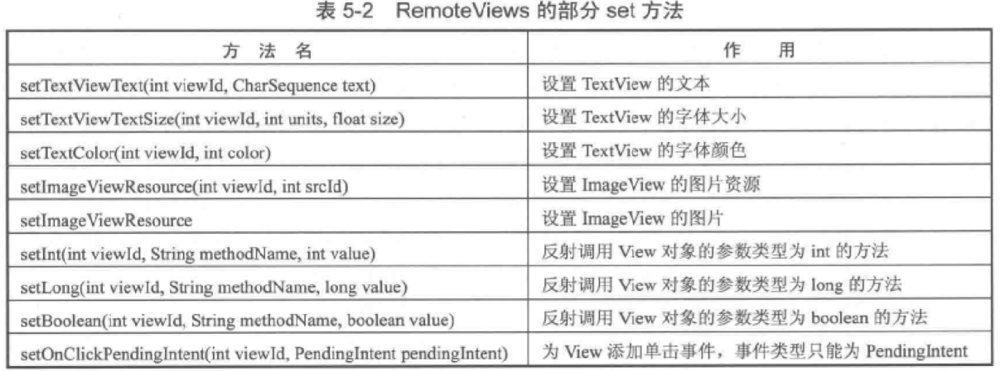 表 5-2 RemoteViews 的部分 set 方法
方 法 名 作 用
setTextViewText(int viewId, CharSequence text) 设置 TextView 的文本
setTextViewTextSize(int viewId, int units, float size) 设置 TextView 的字体大小
setTextColor(int viewId, int color) 设置 TextView 的字体颜色
setImageViewResource(int viewId, int srcId) 设置 ImageView 的图片资源
setImageViewResource 设置 ImageView 的图片
setInt(int viewId, String methodName, int value) 反射调用 View 对象的参数类型为 int 的方法
setLong(int viewId, String methodName, long value) 反射调用 View 对象的参数类型为 long 的方法
setBoolean(int viewId, String methodName, boolean value) 反射调用 View 对象的参数类型为 boolean 的方法
setOnClickPendingIntent(int viewId, PendingIntent pendingIntent) 为 View 添加单击事件，事件类型只能为 PendingIntent